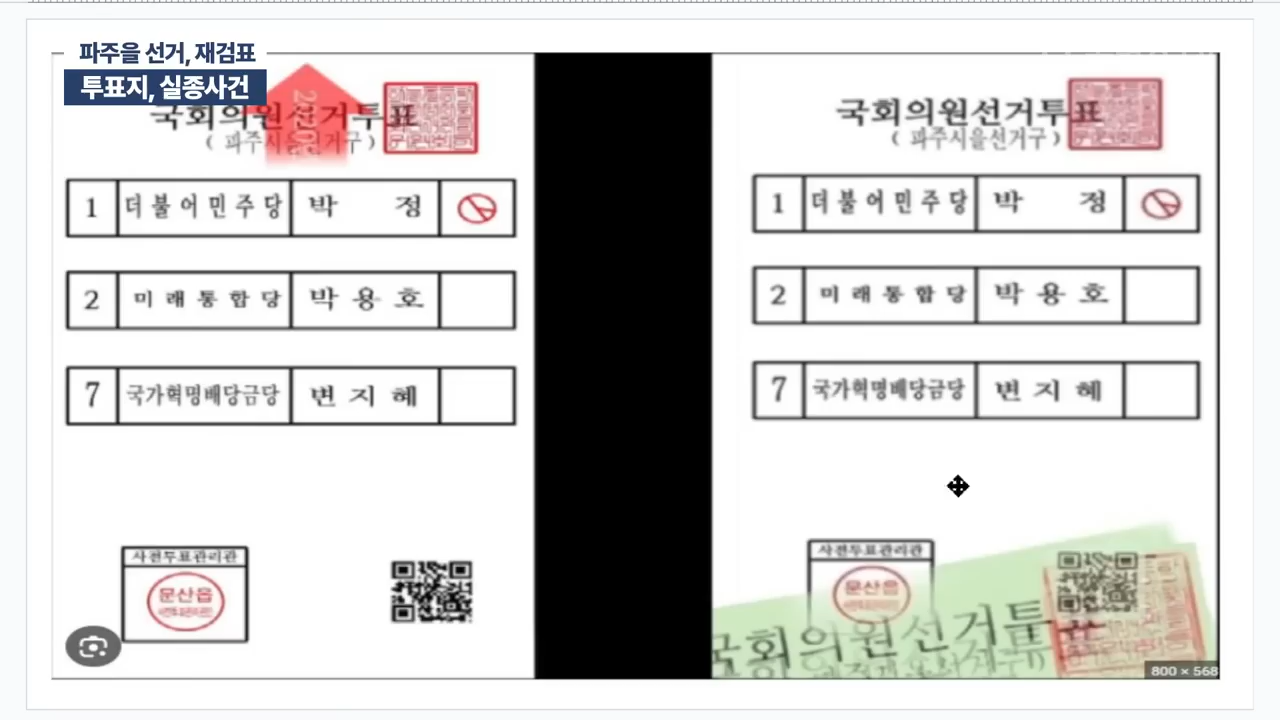 파주을 선거, 재검표
투표지, 실종사건
국회의원선거투표
( 파주시을선거구 )
1 더불어민주당 박 정
2 미래통합당 박용호
7 국가혁명배당금당 변지혜
사전투표관리관
문산읍
국회의원선거투표
( 파주시을선거구 )
1 더불어민주당 박 정
2 미래통합당 박용호
7 국가혁명배당금당 변지혜
사전투표관리관
문산읍
국회의원선거투표
800 × 568